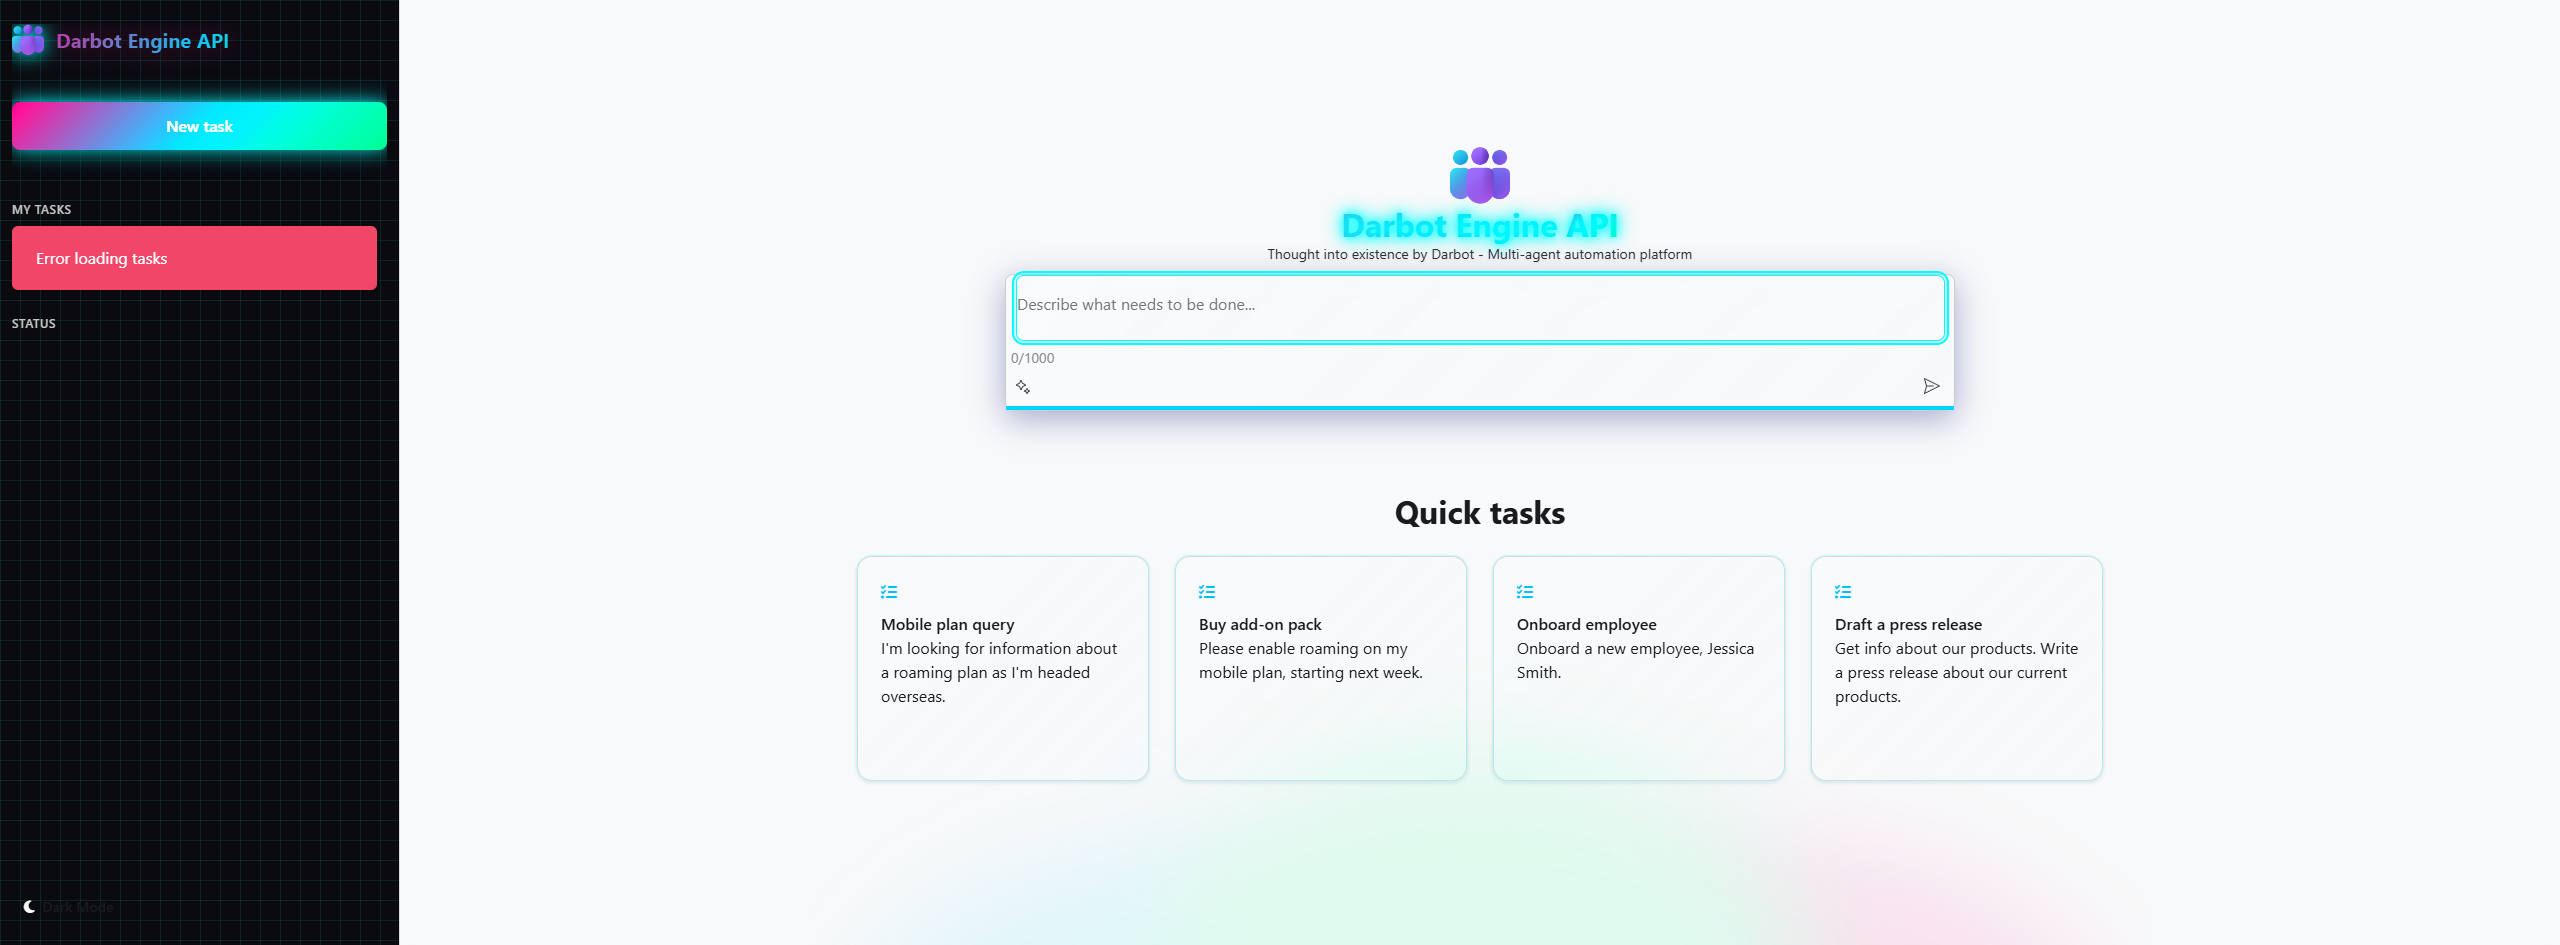 Darbot Engine API
New task
MY TASKS
Error loading tasks
STATUS
Dark Mode
Darbot Engine API
Thought into existence by Darbot - Multi-agent automation platform
Describe what needs to be done...
0/1000
Quick tasks
Mobile plan query
I'm looking for information about
a roaming plan as I'm headed
overseas.
Buy add-on pack
Please enable roaming on my
mobile plan, starting next week.
Onboard employee
Onboard a new employee, Jessica
Smith.
Draft a press release
Get info about our products. Write
a press release about our current
products.